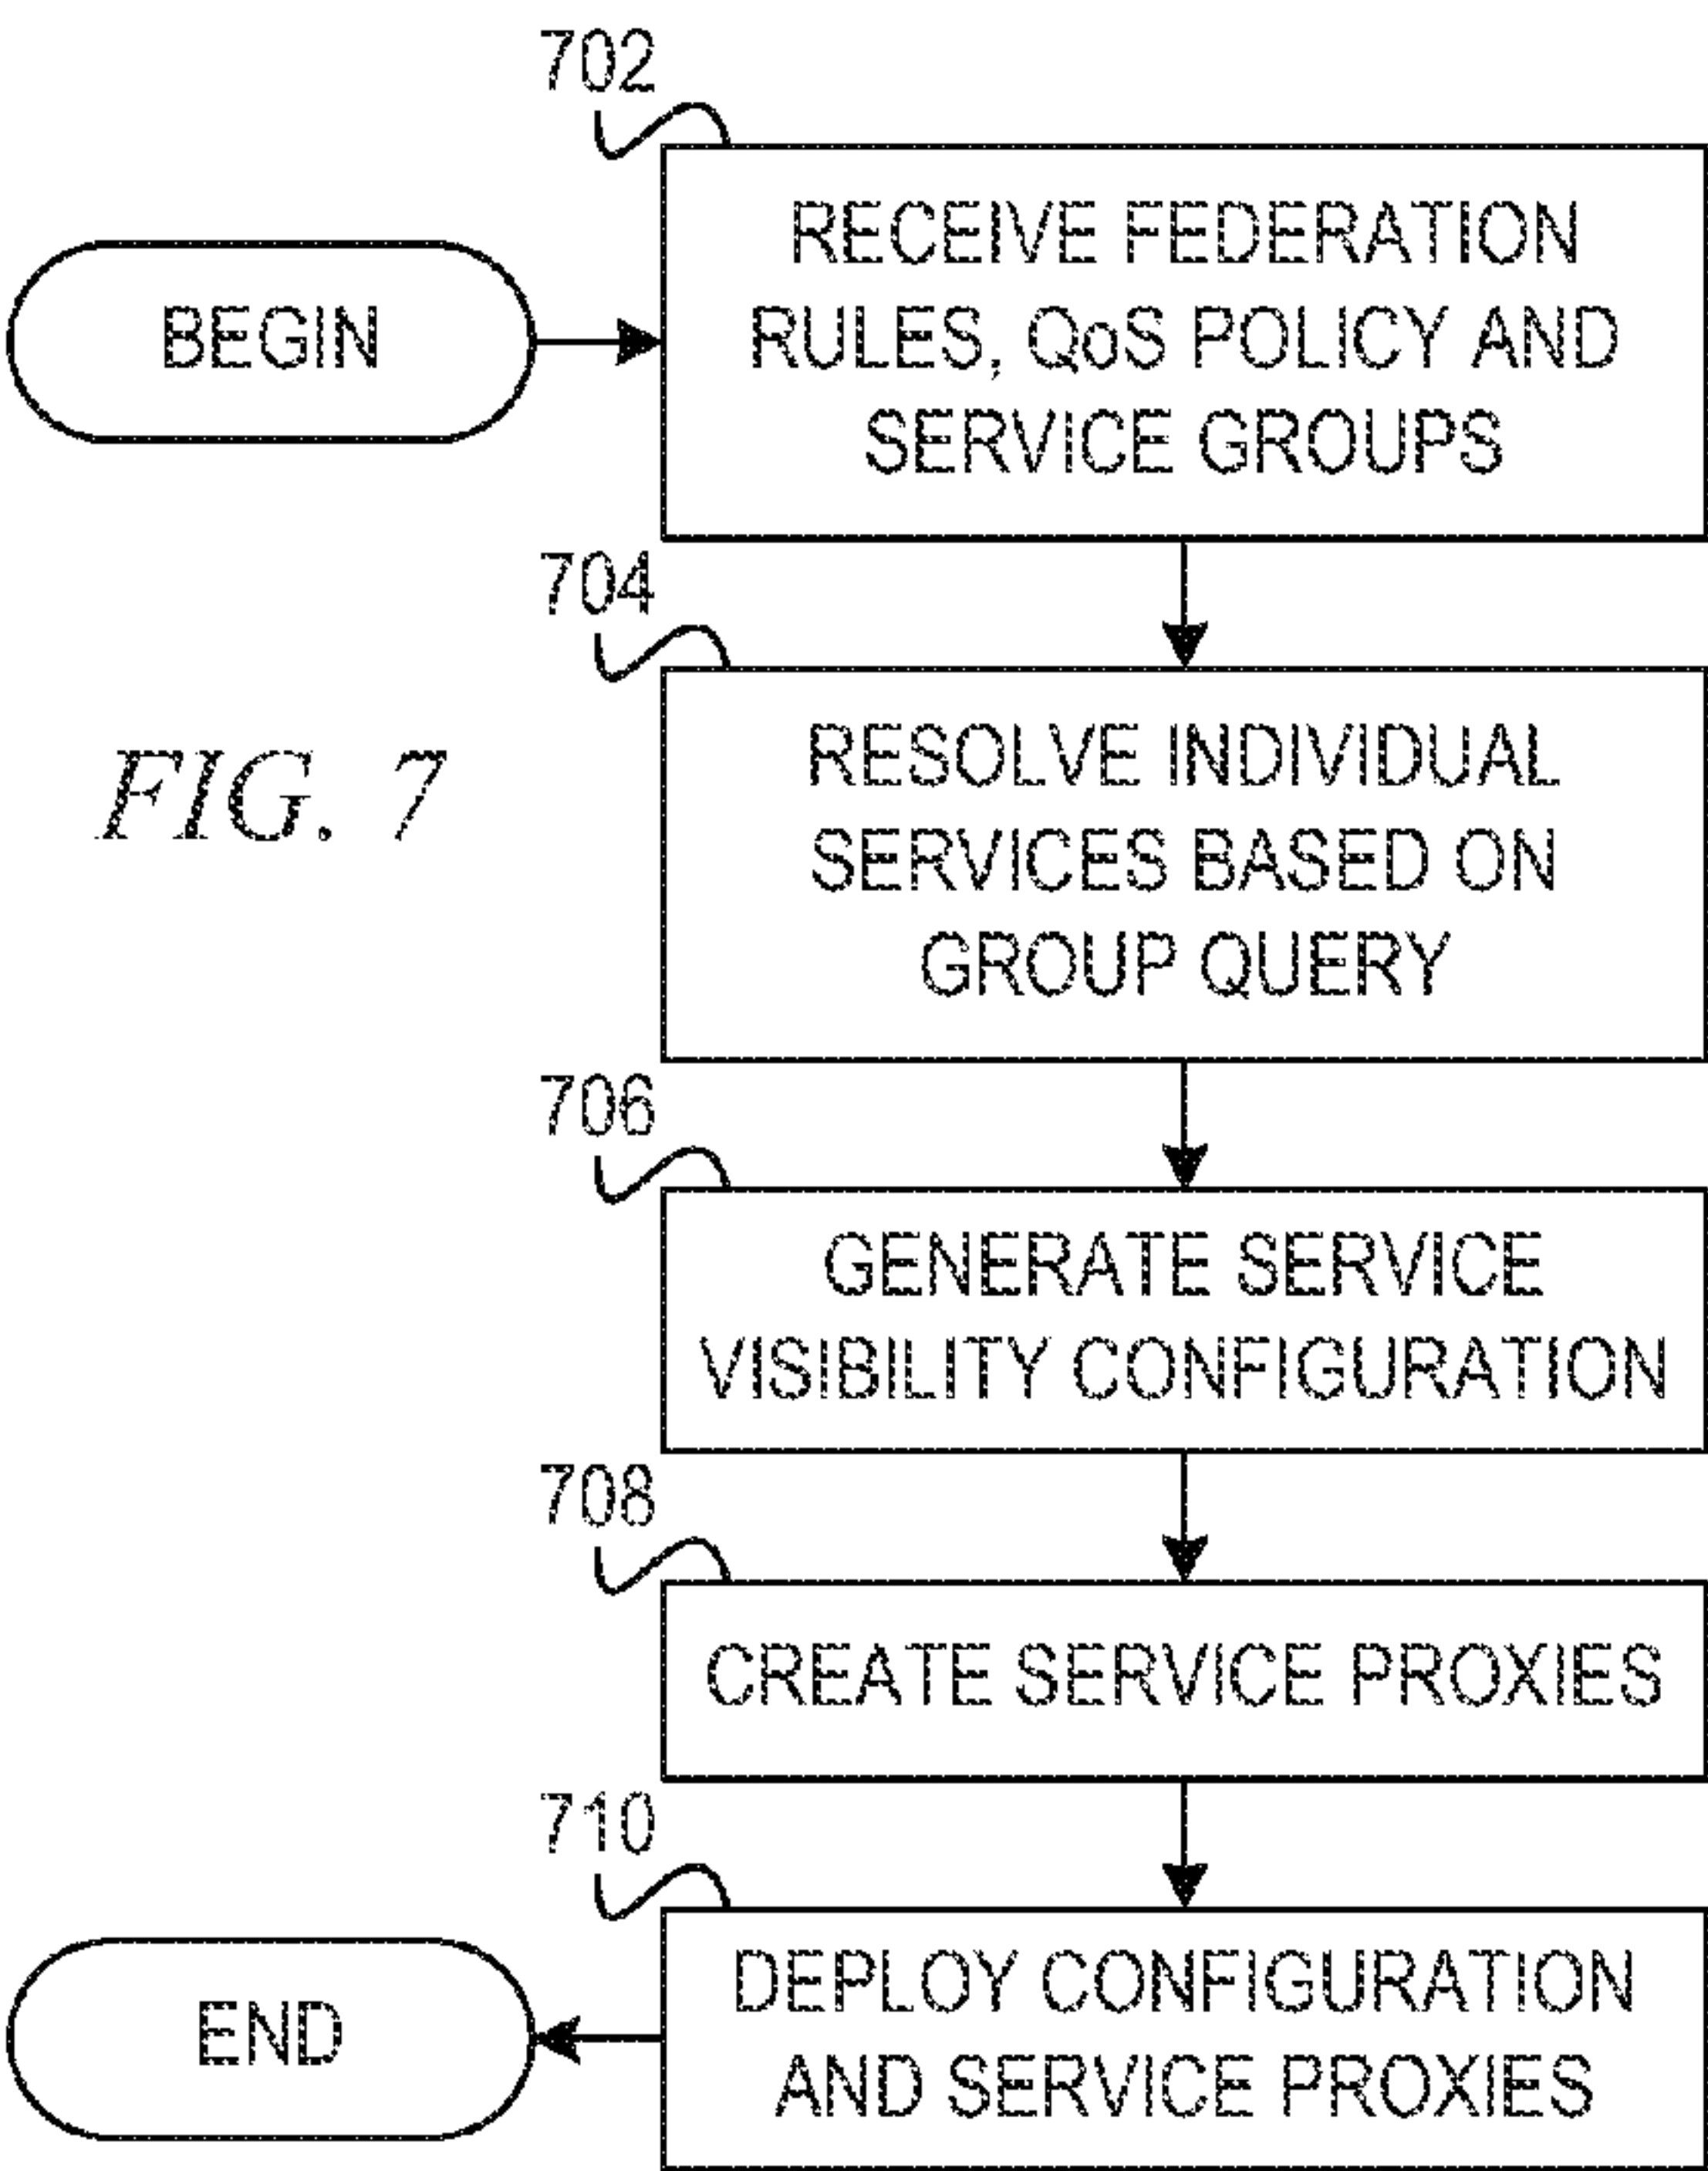 702
BEGIN
RECEIVE FEDERATION
RULES, QoS POLICY AND
SERVICE GROUPS
704
FIG. 7
RESOLVE INDIVIDUAL
SERVICES BASED ON
GROUP QUERY
706
GENERATE SERVICE
VISIBILITY CONFIGURATION
708
CREATE SERVICE PROXIES
710
DEPLOY CONFIGURATION
AND SERVICE PROXIES
END